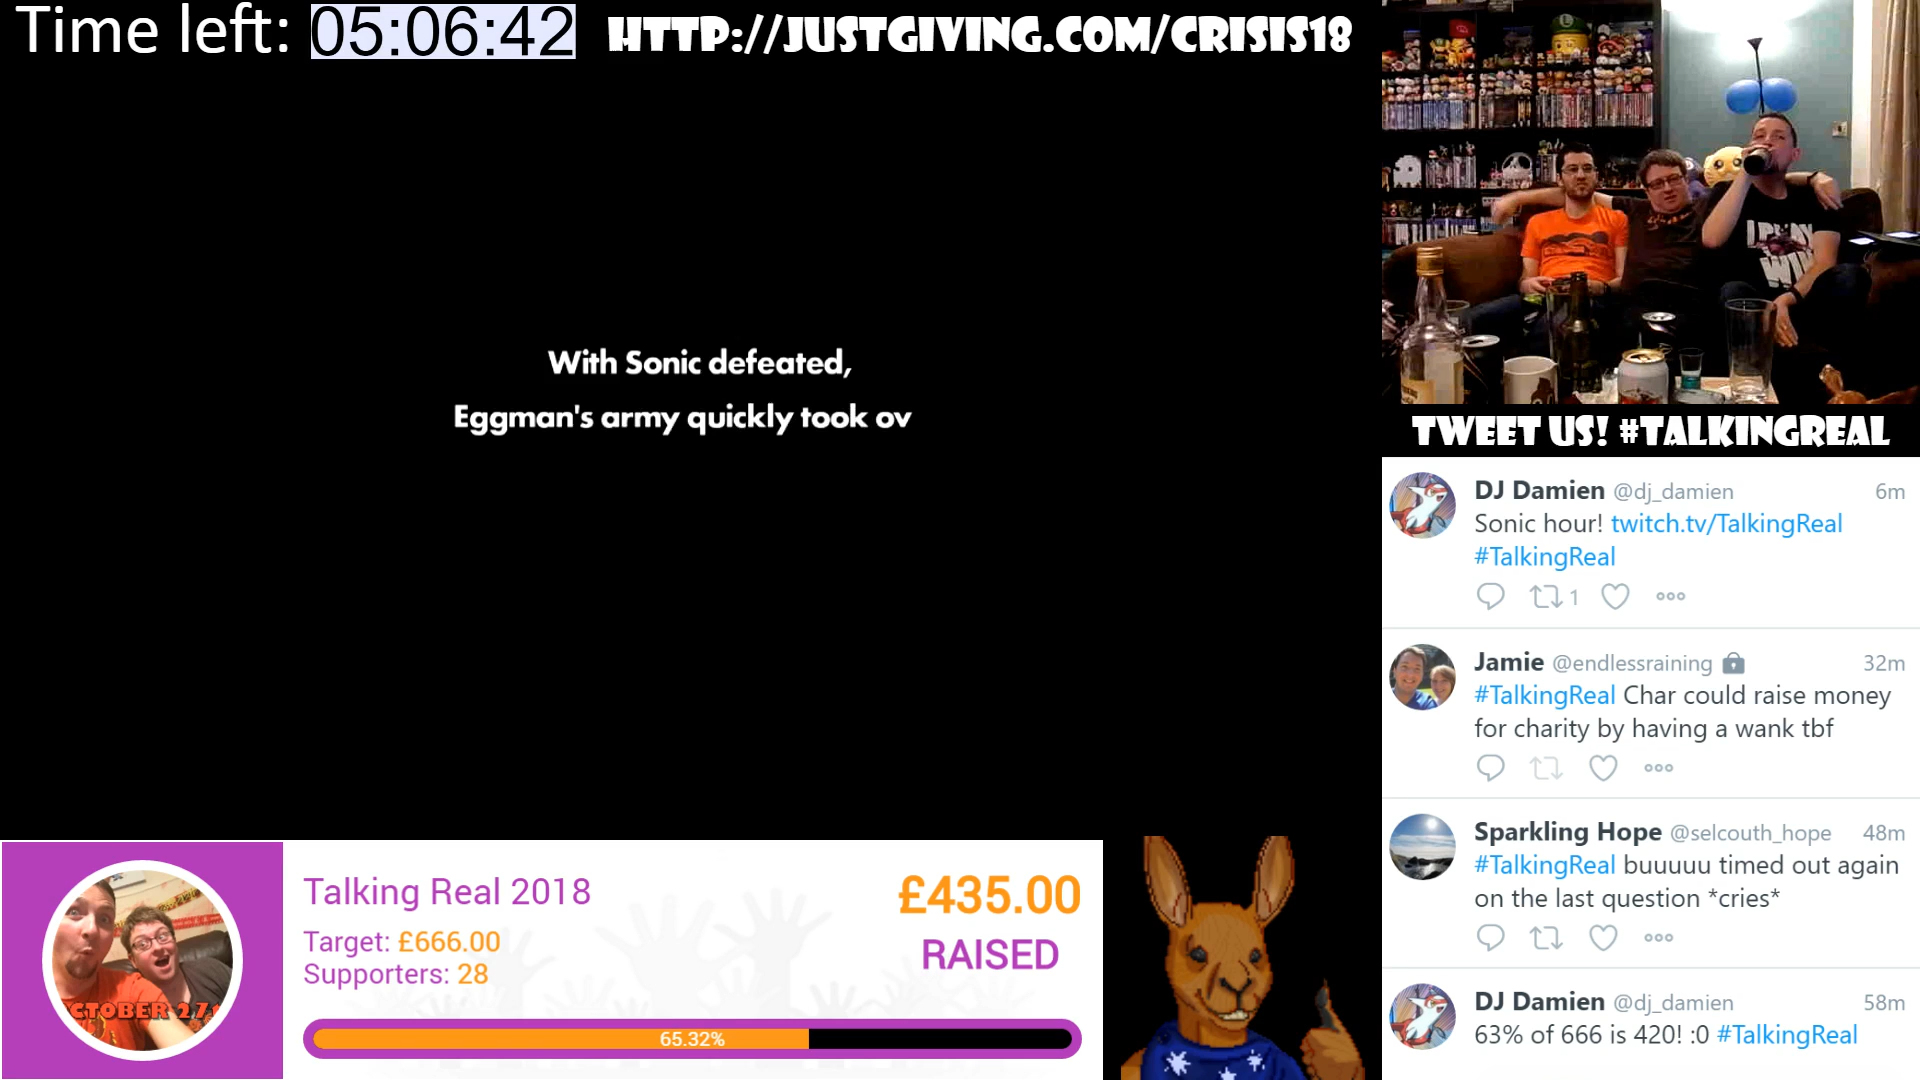 Time left: 05:06:42
HTTP://JUSTGIVING.COM/CRISIS18
With Sonic defeated,
Eggman's army quickly took ov
TWEET US! #TALKINGREAL
DJ Damien @dj_damien 6m
Sonic hour! twitch.tv/TalkingReal
#TalkingReal
1
Jamie @endlessraining 32m
#TalkingReal Char could raise money
for charity by having a wank tbf
Sparkling Hope @selcouth_hope 48m
#TalkingReal buuuuu timed out again
on the last question *cries*
DJ Damien @dj_damien 58m
63% of 666 is 420! :0 #TalkingReal
Talking Real 2018
Target: £666.00
Supporters: 28
£435.00
RAISED
65.32%